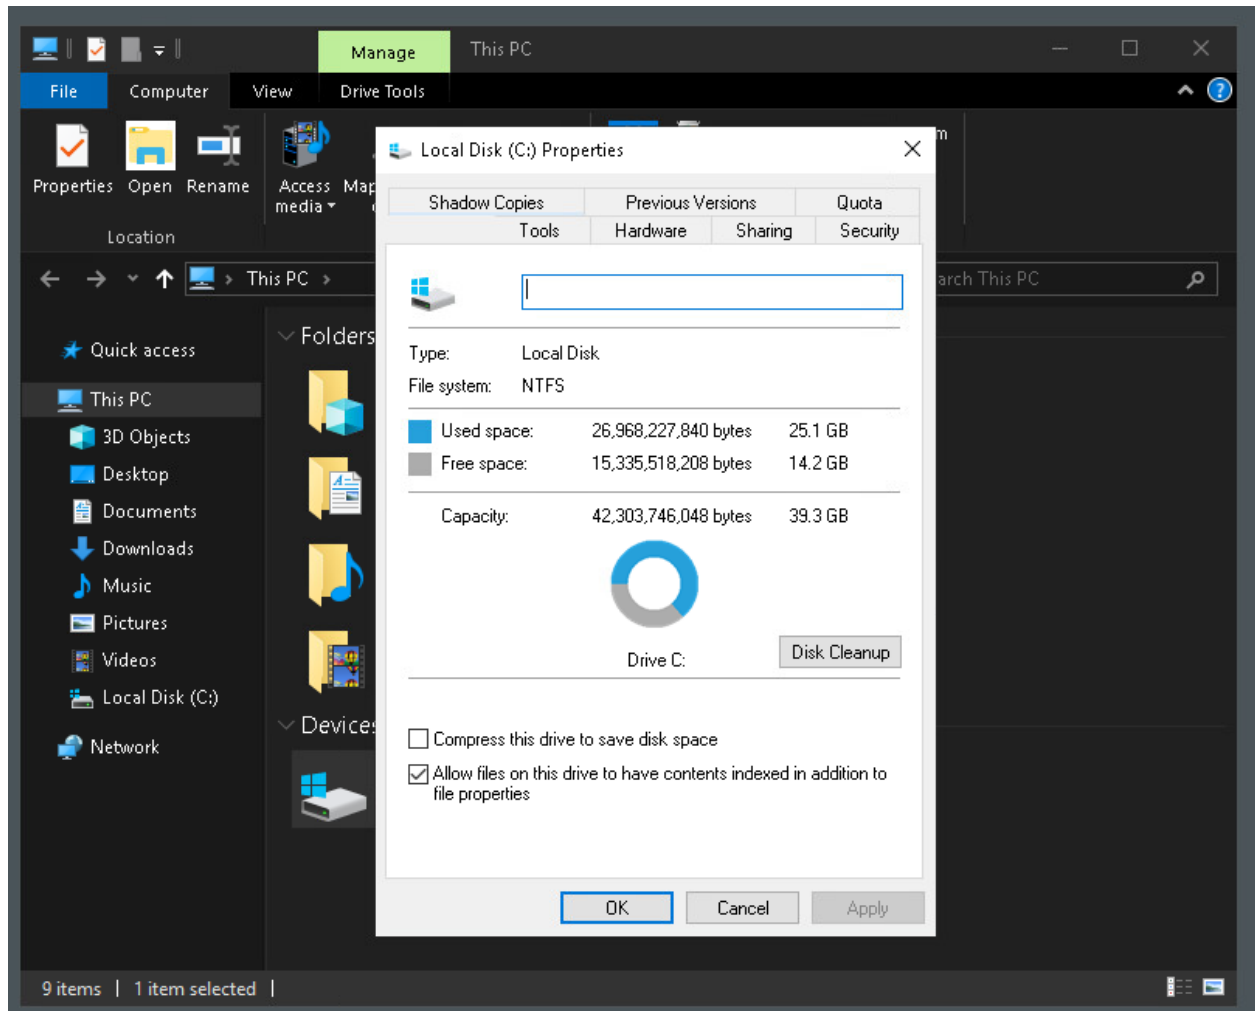 Manage This PC
File Computer View Drive Tools
Properties Open Rename Access media Map
Location
This PC
arch This PC
Quick access
This PC
3D Objects
Desktop
Documents
Downloads
Music
Pictures
Videos
Local Disk (C:)
Network
Folders
Devices
Local Disk (C:) Properties
Shadow Copies Previous Versions Quota
Tools Hardware Sharing Security
Type: Local Disk
File system: NTFS
Used space: 26,968,227,840 bytes 25.1 GB
Free space: 15,335,518,208 bytes 14.2 GB
Capacity: 42,303,746,048 bytes 39.3 GB
Drive C:
Disk Cleanup
Compress this drive to save disk space
Allow files on this drive to have contents indexed in addition to
file properties
OK Cancel Apply
9 items | 1 item selected |